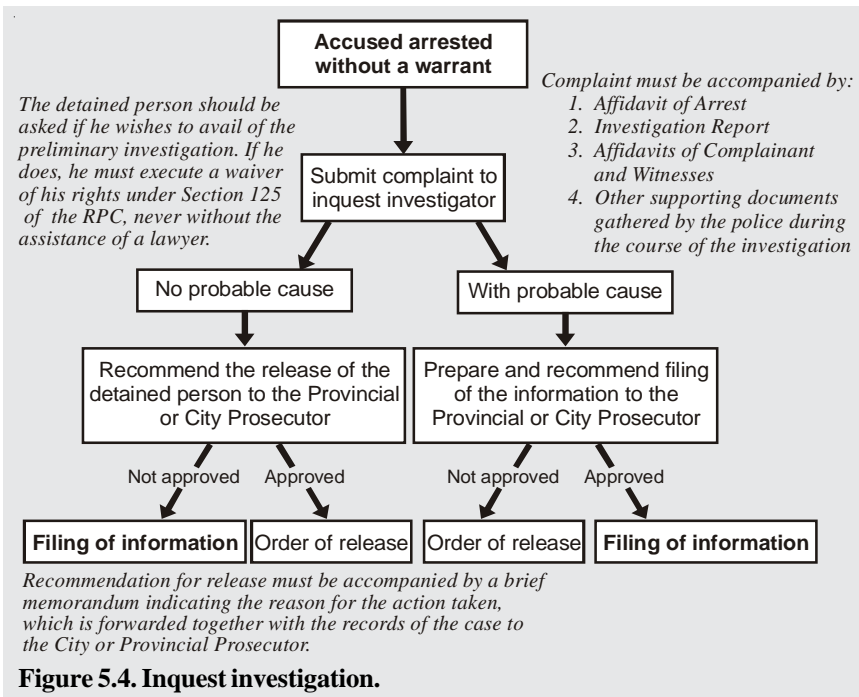 Accused arrested
without a warrant
The detained person should be
asked if he wishes to avail of the
preliminary investigation. If he
does, he must execute a waiver
of his rights under Section 125
of the RPC, never without the
assistance of a lawyer.
Complaint must be accompanied by:
1. Affidavit of Arrest
2. Investigation Report
3. Affidavits of Complainant
and Witnesses
4. Other supporting documents
gathered by the police during
the course of the investigation
Submit complaint to
inquest investigator
No probable cause
With probable cause
Recommend the release of the
detained person to the Provincial
or City Prosecutor
Prepare and recommend filing
of the information to the
Provincial or City Prosecutor
Not approved
Approved
Not approved
Approved
Filing of information
Order of release
Order of release
Filing of information
Recommendation for release must be accompanied by a brief
memorandum indicating the reason for the action taken,
which is forwarded together with the records of the case to
the City or Provincial Prosecutor.
Figure 5.4. Inquest investigation.